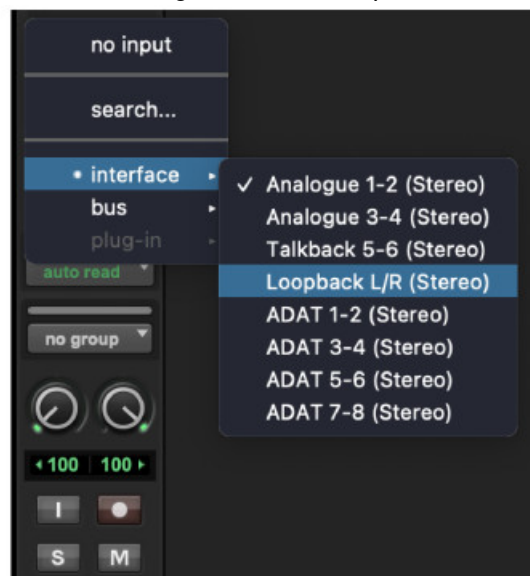 no input
search...
interface
bus
plug-in
✓ Analogue 1-2 (Stereo)
Analogue 3-4 (Stereo)
Talkback 5-6 (Stereo)
Loopback L/R (Stereo)
ADAT 1-2 (Stereo)
ADAT 3-4 (Stereo)
ADAT 5-6 (Stereo)
ADAT 7-8 (Stereo)
auto read
no group
100 100
I
S M